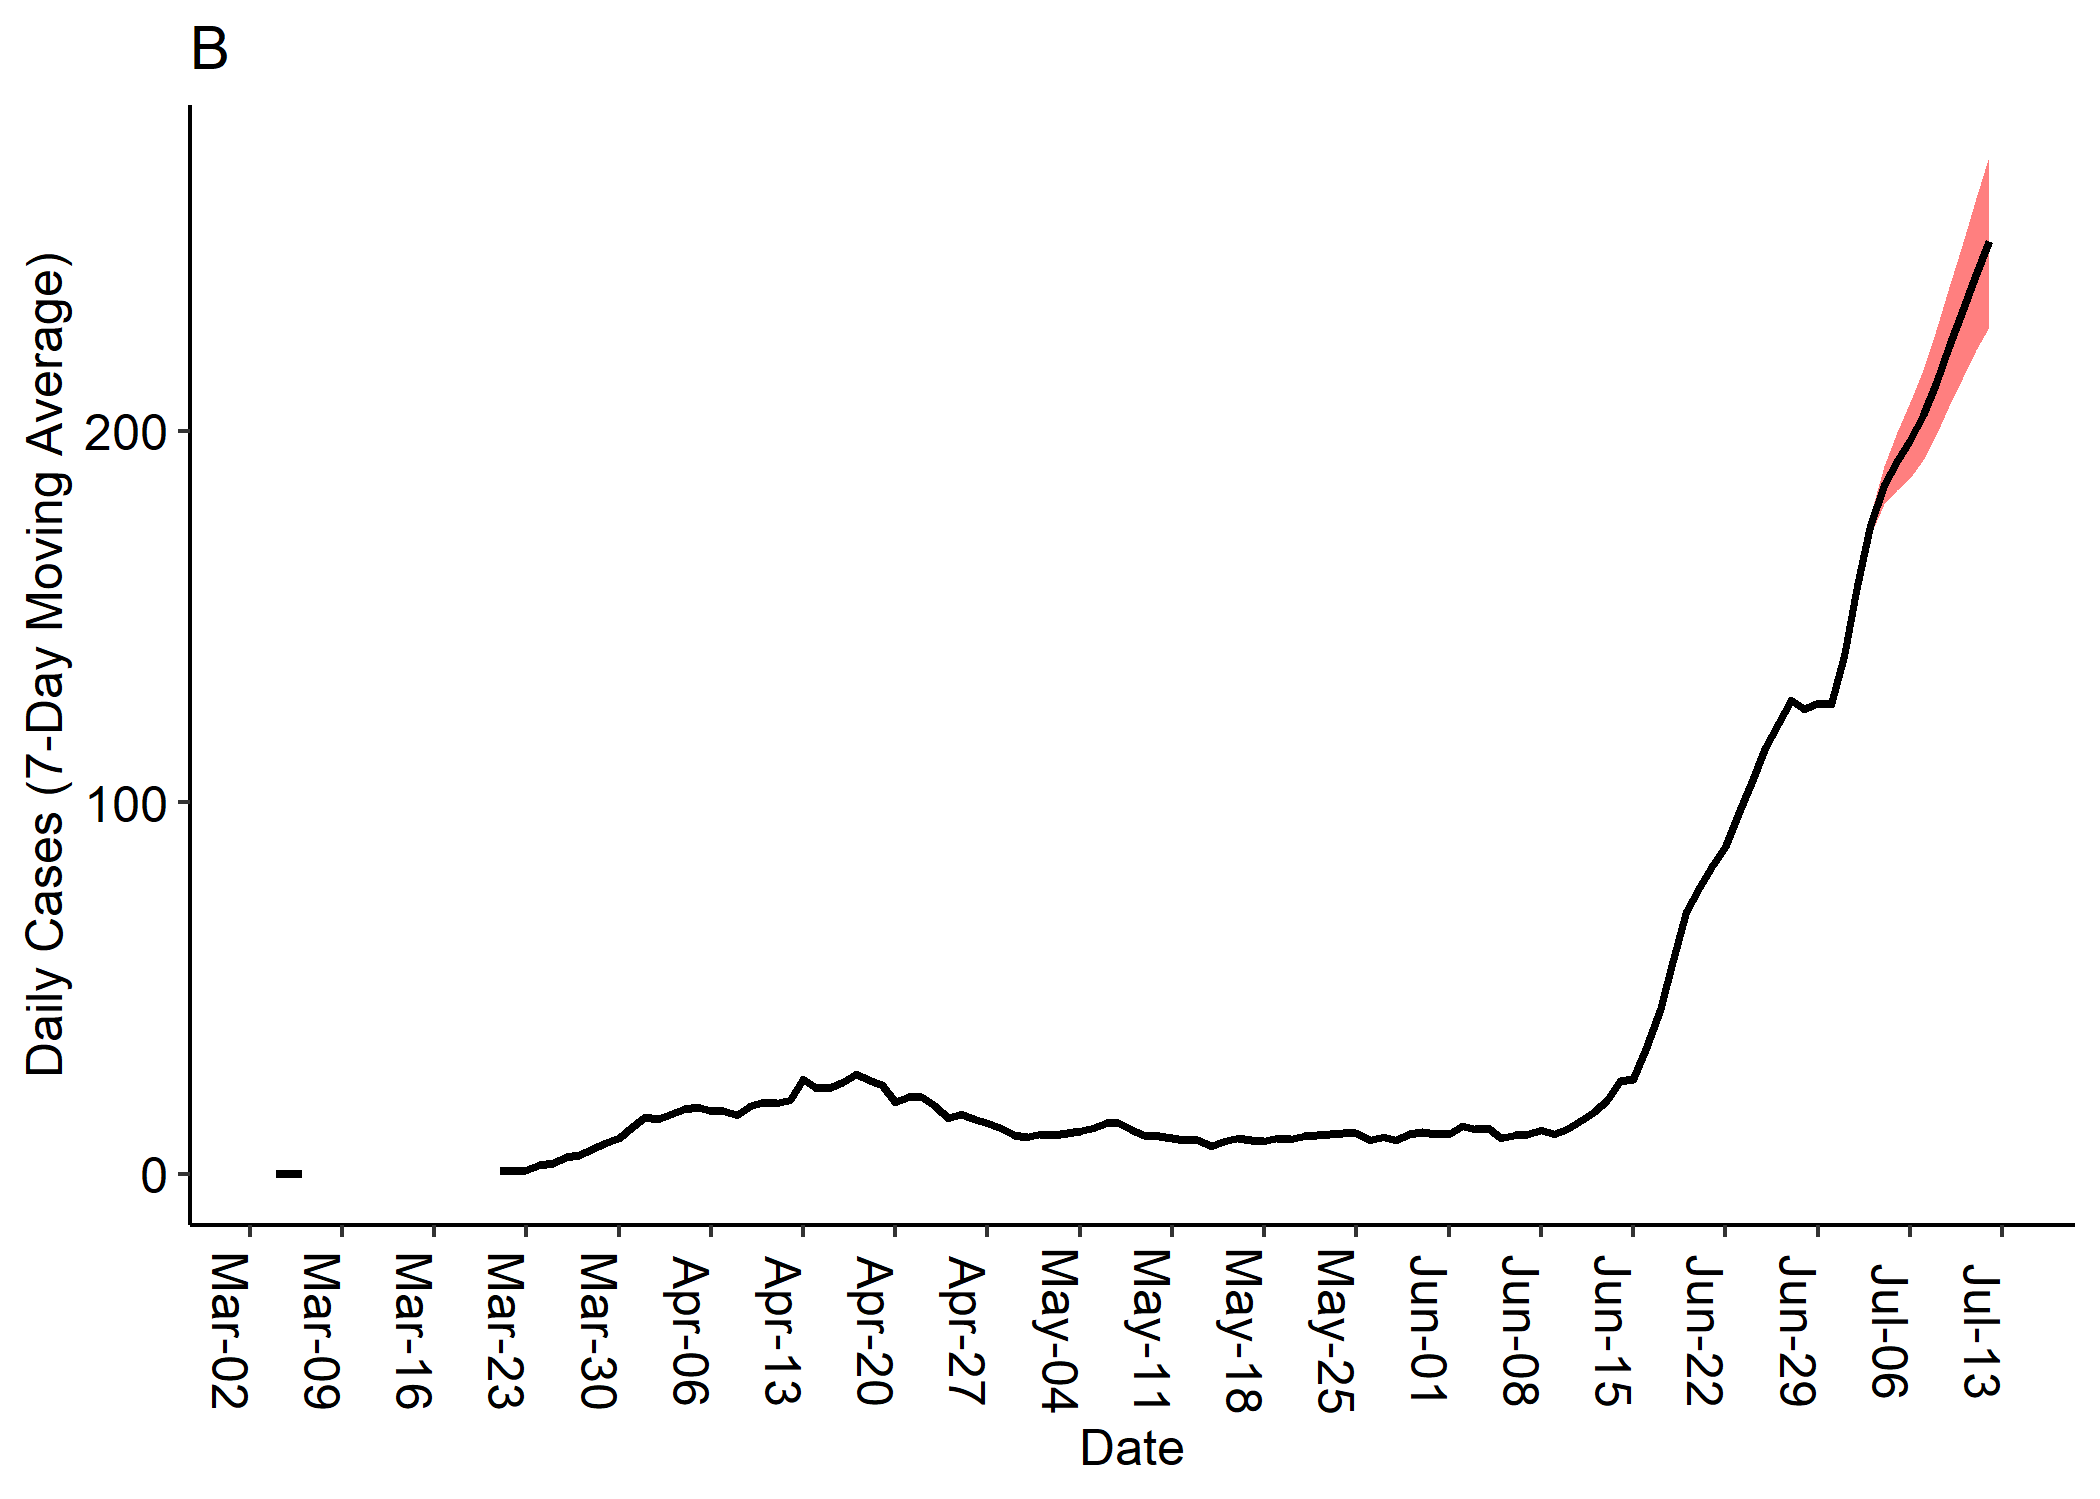 B
Daily Cases (7-Day Moving Average)
200
100
0
Mar-02
Mar-09
Mar-16
Mar-23
Mar-30
Apr-06
Apr-13
Apr-20
Apr-27
May-04
May-11
May-18
May-25
Jun-01
Jun-08
Jun-15
Jun-22
Jun-29
Jul-06
Jul-13
Date